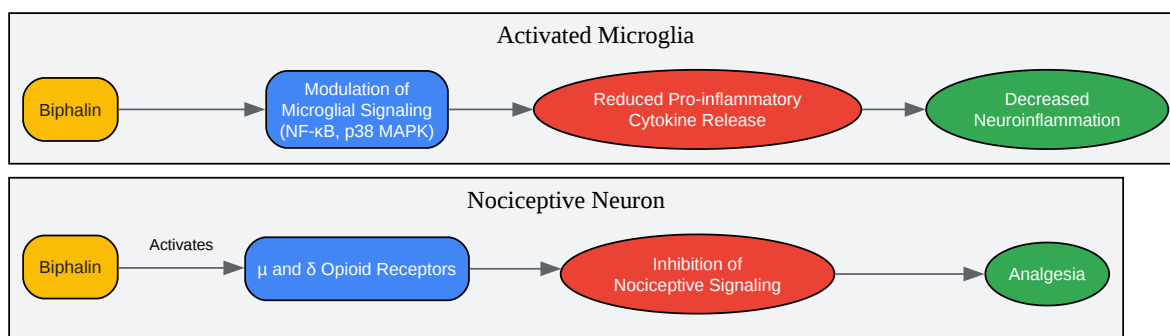 Activated Microglia
Biphalin
Modulation of
Microglial Signaling
(NF-κB, p38 MAPK)
Reduced Pro-inflammatory
Cytokine Release
Decreased
Neuroinflammation
Nociceptive Neuron
Biphalin
Activates
μ and δ Opioid Receptors
Inhibition of
Nociceptive Signaling
Analgesia